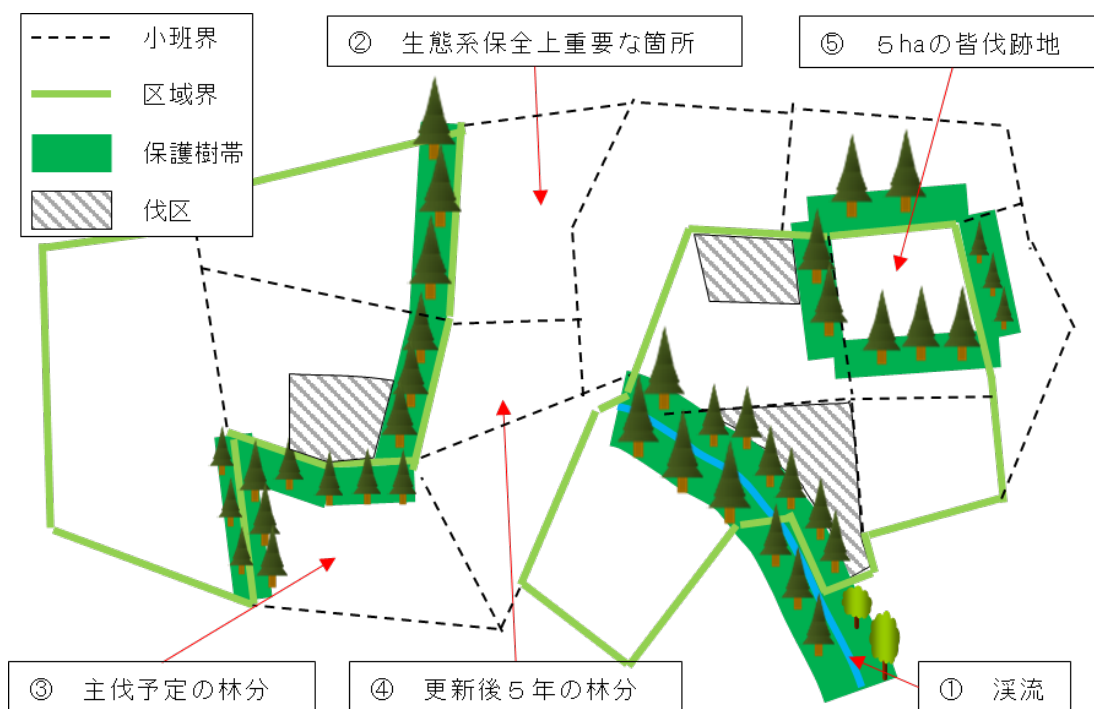 小班界
区域界
保護樹帯
伐区
② 生態系保全上重要な箇所
⑤ 5haの皆伐跡地
③ 主伐予定の林分
④ 更新後5年の林分
① 渓流